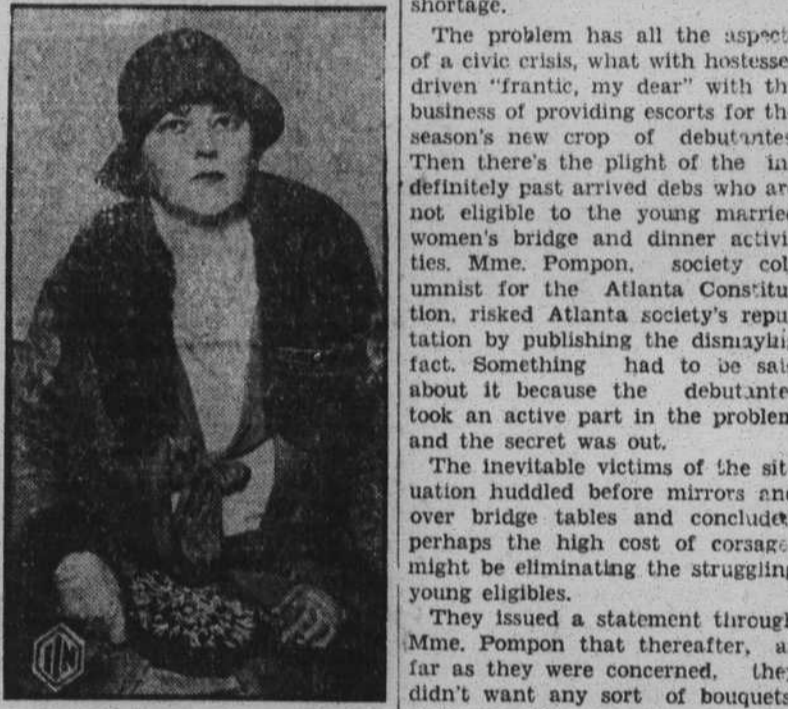 shortage.
The problem has all the aspect
of a civic crisis, what with hostesse
driven "frantic, my dear" with th
business of providing escorts for th
season's new crop of debutante
Then there's the plight of the in
definitely past arrived debs who ar
not eligible to the young married
women's bridge and dinner activi
ties. Mme. Pompon, society col
umnist for the Atlanta Constitu
tion, risked Atlanta society's repu
tation by publishing the dismayin
fact. Something had to be sai
about it because the debutante
took an active part in the problem
and the secret was out.
The inevitable victims of the sit
uation huddled before mirrors and
over bridge tables and conclude
perhaps the high cost of corsage
might be eliminating the struggling
young eligibles.
They issued a statement through
Mme. Pompon that thereafter, a
far as they were concerned, they
didn't want any sort of bouquets